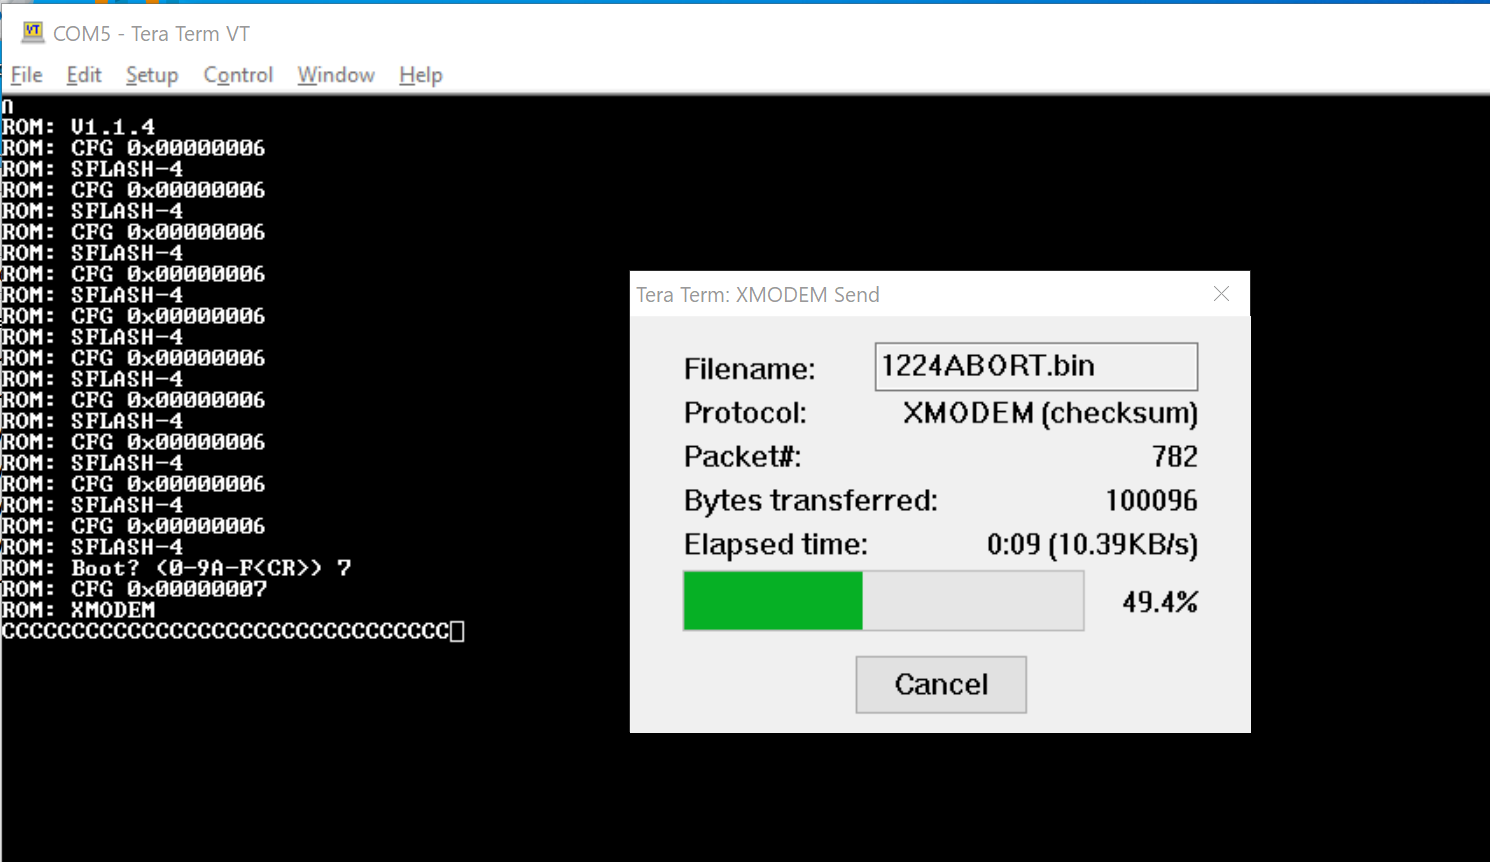 COM5 - Tera Term VT
File Edit Setup Control Window Help
n
ROM: V1.1.4
ROM: CFG 0x00000006
ROM: SFLASH-4
ROM: CFG 0x00000006
ROM: SFLASH-4
ROM: CFG 0x00000006
ROM: SFLASH-4
ROM: CFG 0x00000006
ROM: SFLASH-4
ROM: CFG 0x00000006
ROM: SFLASH-4
ROM: CFG 0x00000006
ROM: SFLASH-4
ROM: CFG 0x00000006
ROM: SFLASH-4
ROM: CFG 0x00000006
ROM: SFLASH-4
ROM: CFG 0x00000006
ROM: SFLASH-4
ROM: CFG 0x00000006
ROM: SFLASH-4
ROM: Boot? (0-9A-F<CR>) 7
ROM: CFG 0x00000007
ROM: XMODEM
CCCCCCCCCCCCCCCCCCCCCCCCCCCCCCCC
Tera Term: XMODEM Send
Filename: 1224ABORT.bin
Protocol: XMODEM (checksum)
Packet#: 782
Bytes transferred: 100096
Elapsed time: 0:09 (10.39KB/s)
49.4%
Cancel